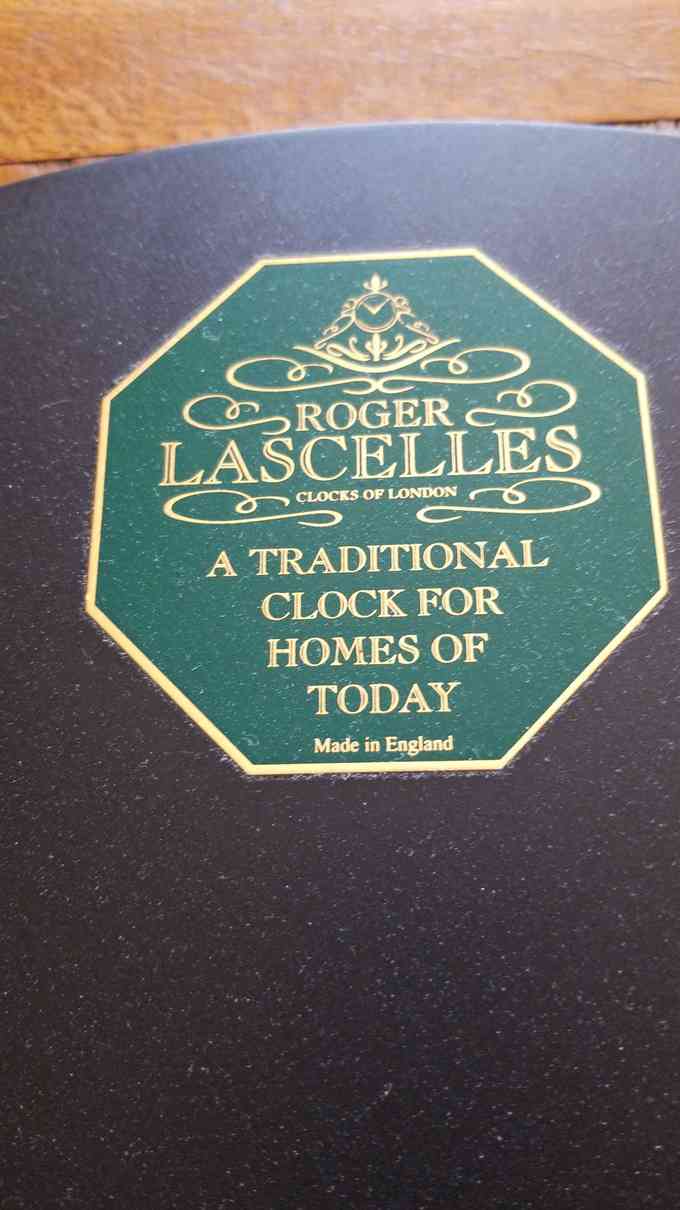 ROGER
LASCELLES
CLOCKS OF LONDON
A TRADITIONAL
CLOCK FOR
HOMES OF
TODAY
Made in England